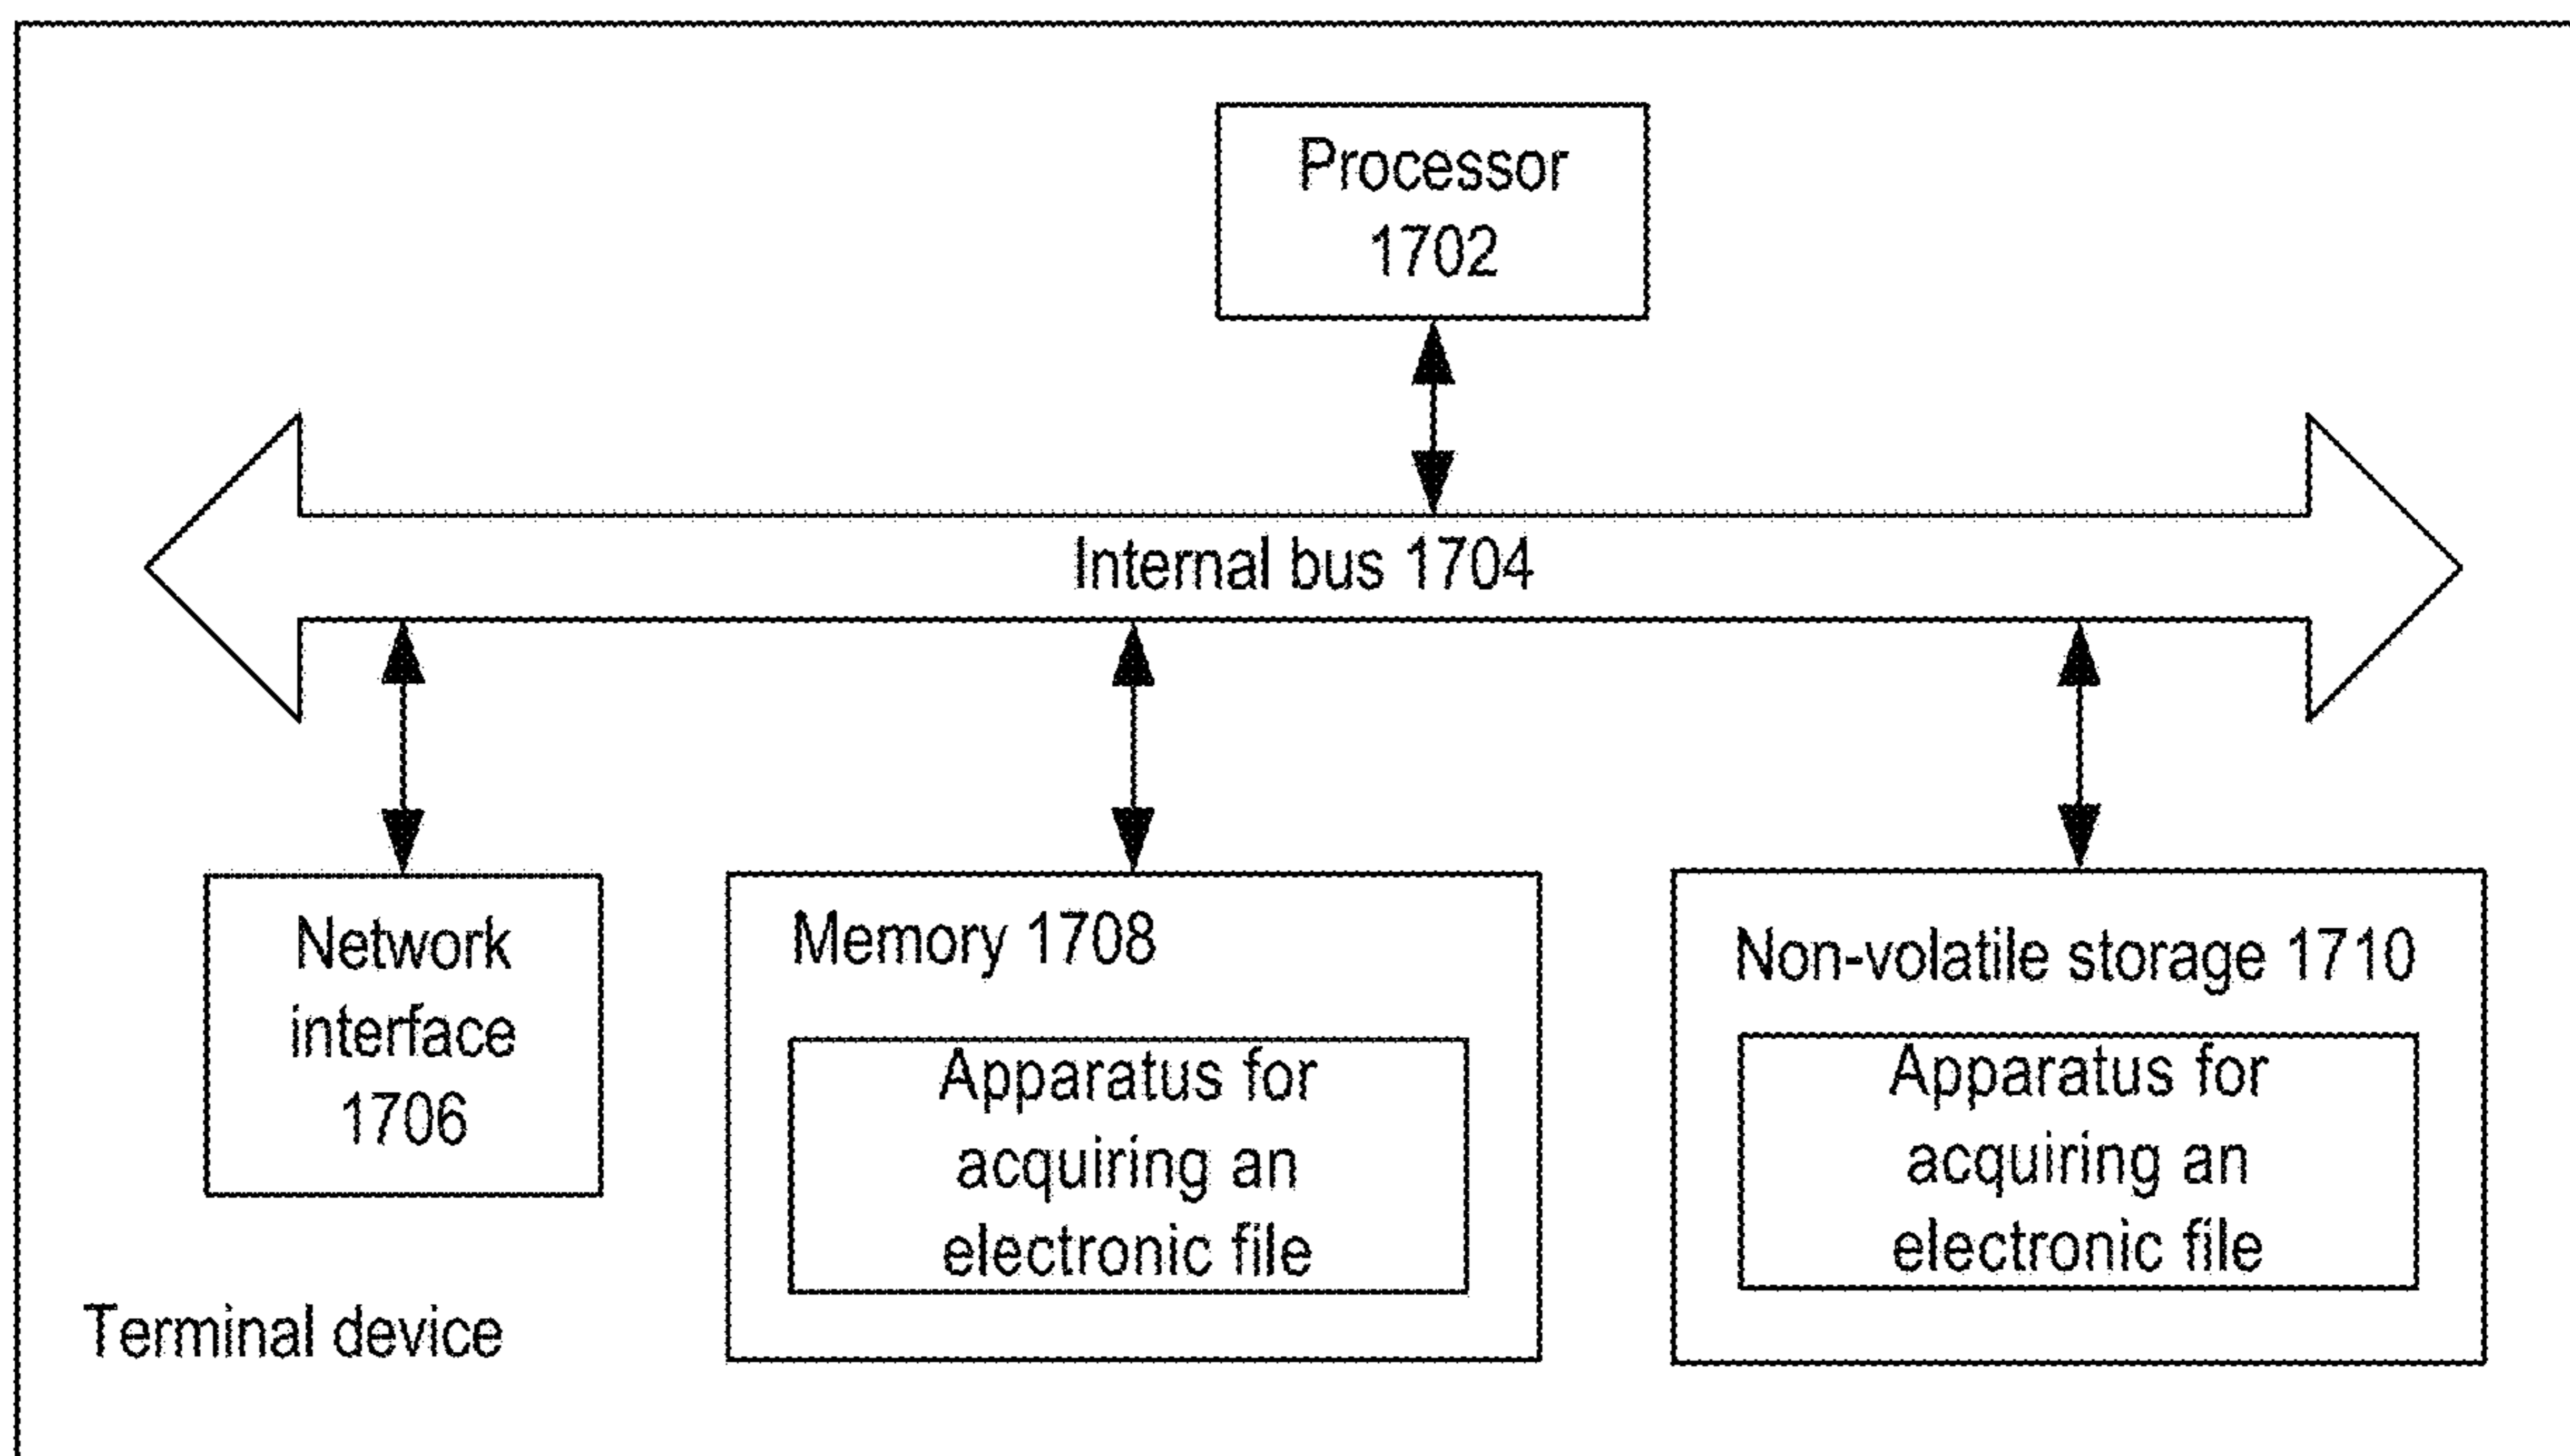 Processor
1702
Internal bus 1704
Network
interface
1706
Memory 1708
Apparatus for
acquiring an
electronic file
Non-volatile storage 1710
Apparatus for
acquiring an
electronic file
Terminal device